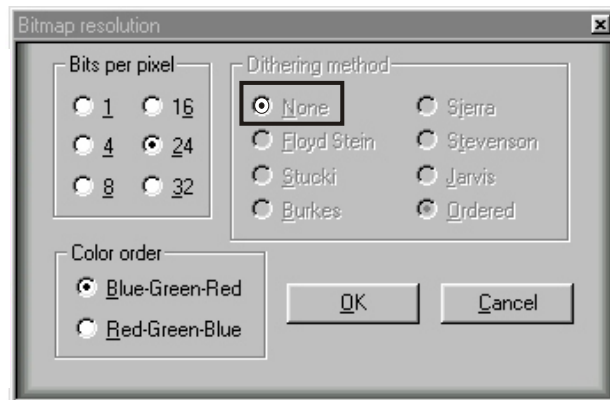 Bitmap resolution
Bits per pixel
1 16
4 24
8 32
Dithering method
None Sierra
Floyd Stein Stevenson
Stucki Jarvis
Burkes Ordered
Color order
Blue-Green-Red
Red-Green-Blue
OK Cancel